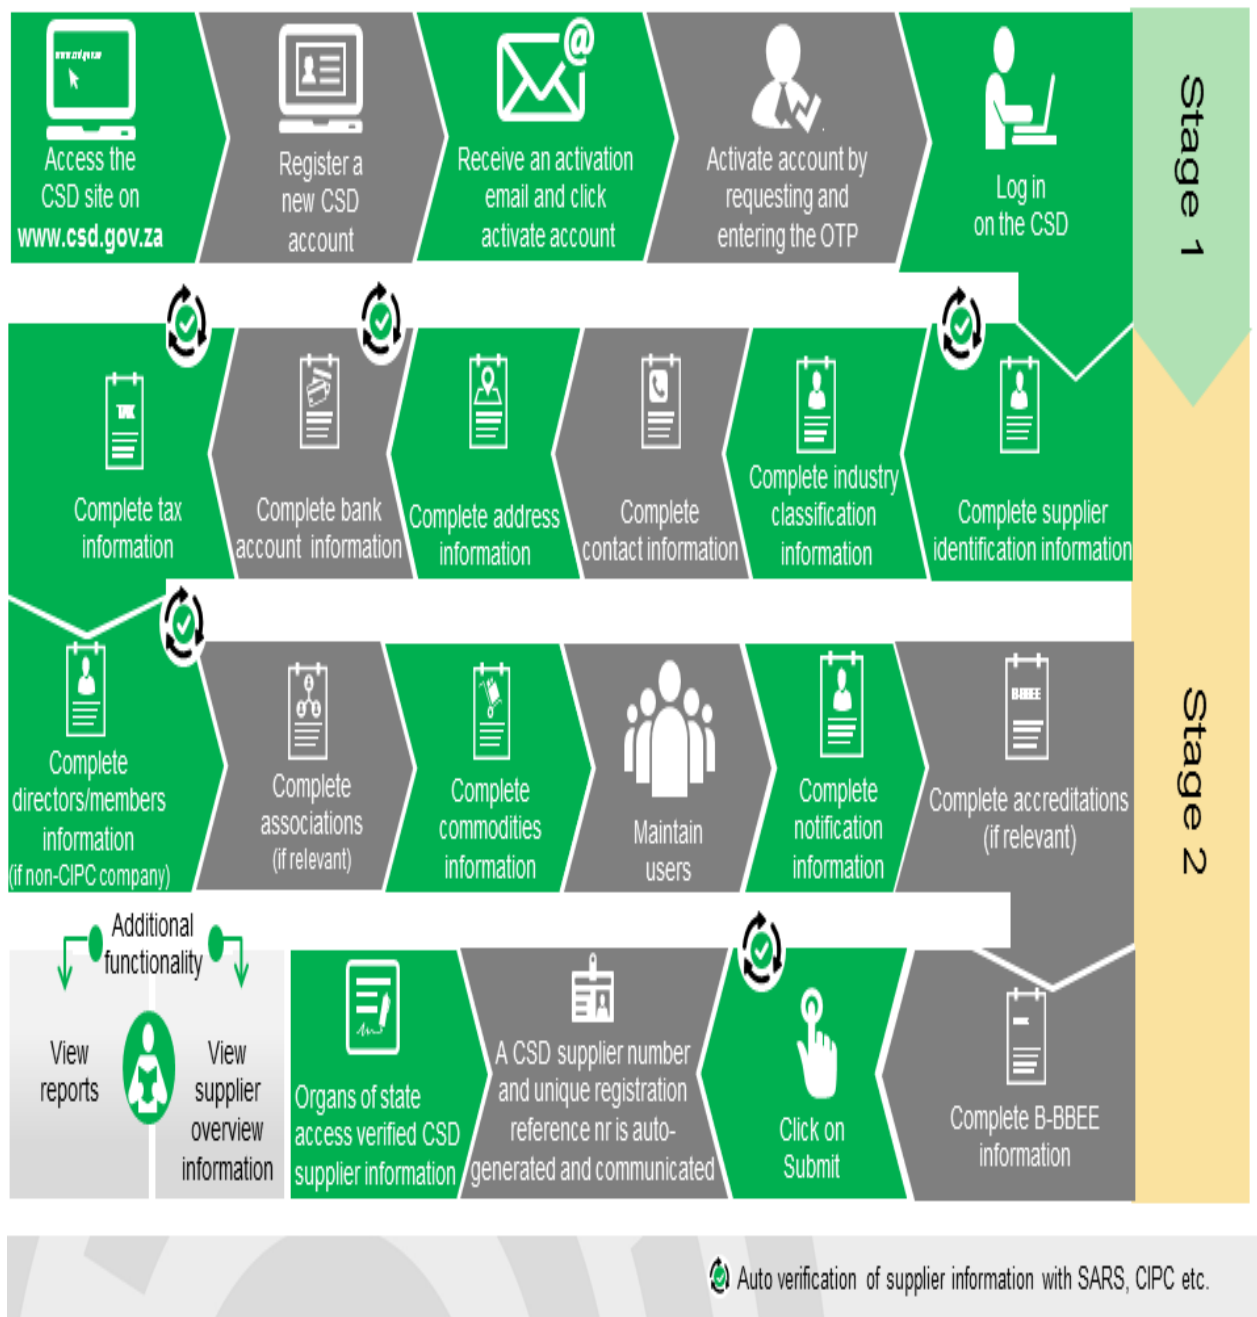 www.csd.gov.za
Access the
CSD site on
www.csd.gov.za
Register a
new CSD
account
@
Receive an activation
email and click
activate account
Activate account by
requesting and
entering the OTP
Log in
on the CSD
Stage 1
Complete supplier
identification information
Complete industry
classification
information
Complete
contact information
Complete address
information
Complete bank
account information
TAX
Complete tax
information
Complete
directors/members
information
(if non-CIPC company)
Complete
associations
(if relevant)
Complete
commodities
information
Maintain
users
Complete
notification
information
B-BBEE
Complete accreditations
(if relevant)
Stage 2
Complete B-BBEE
information
Click on
Submit
A CSD supplier number
and unique registration
reference nr is auto-
generated and communicated
Organs of state
access verified CSD
supplier information
Additional
functionality
View
reports
View
supplier
overview
information
Auto verification of supplier information with SARS, CIPC etc.